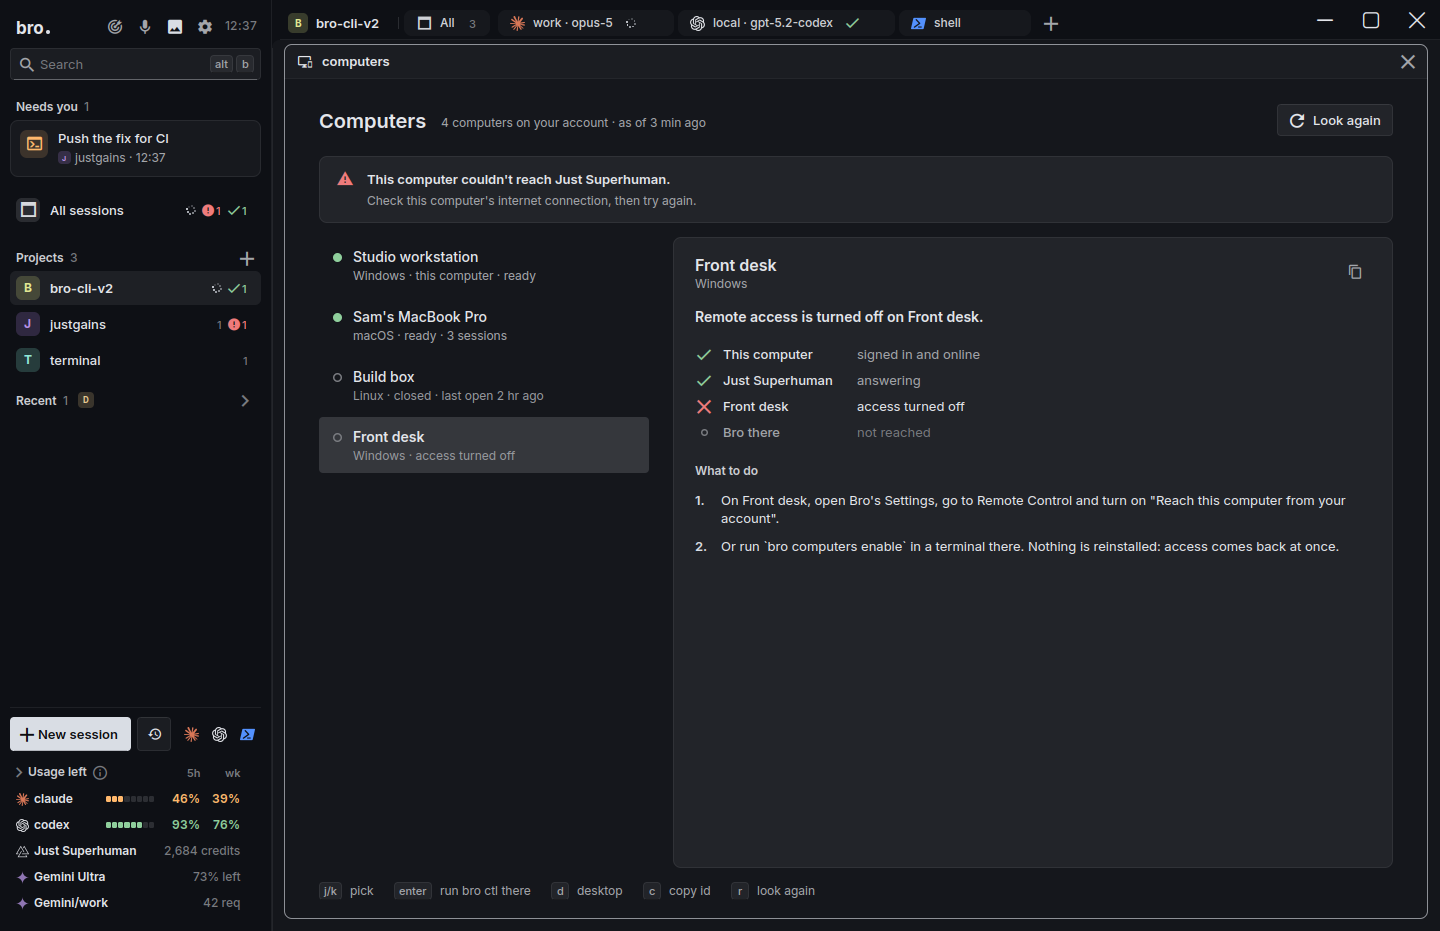 bro.
12:37
Search
alt b
Needs you 1
Push the fix for CI
J justgains · 12:37
All sessions
1 1
Projects 3
B bro-cli-v2 1
J justgains 1 1
T terminal 1
Recent 1 D
New session
Usage left 5h wk
claude 46% 39%
codex 93% 76%
Just Superhuman 2,684 credits
Gemini Ultra 73% left
Gemini/work 42 req
B bro-cli-v2
All 3
work · opus-5
local · gpt-5.2-codex
shell
computers
Computers 4 computers on your account · as of 3 min ago
Look again
This computer couldn't reach Just Superhuman.
Check this computer's internet connection, then try again.
Studio workstation
Windows · this computer · ready
Sam's MacBook Pro
macOS · ready · 3 sessions
Build box
Linux · closed · last open 2 hr ago
Front desk
Windows · access turned off
Front desk
Windows
Remote access is turned off on Front desk.
This computer signed in and online
Just Superhuman answering
Front desk access turned off
Bro there not reached
What to do
1. On Front desk, open Bro's Settings, go to Remote Control and turn on "Reach this computer from your
account".
2. Or run `bro computers enable` in a terminal there. Nothing is reinstalled: access comes back at once.
j/k pick enter run bro ctl there d desktop c copy id r look again